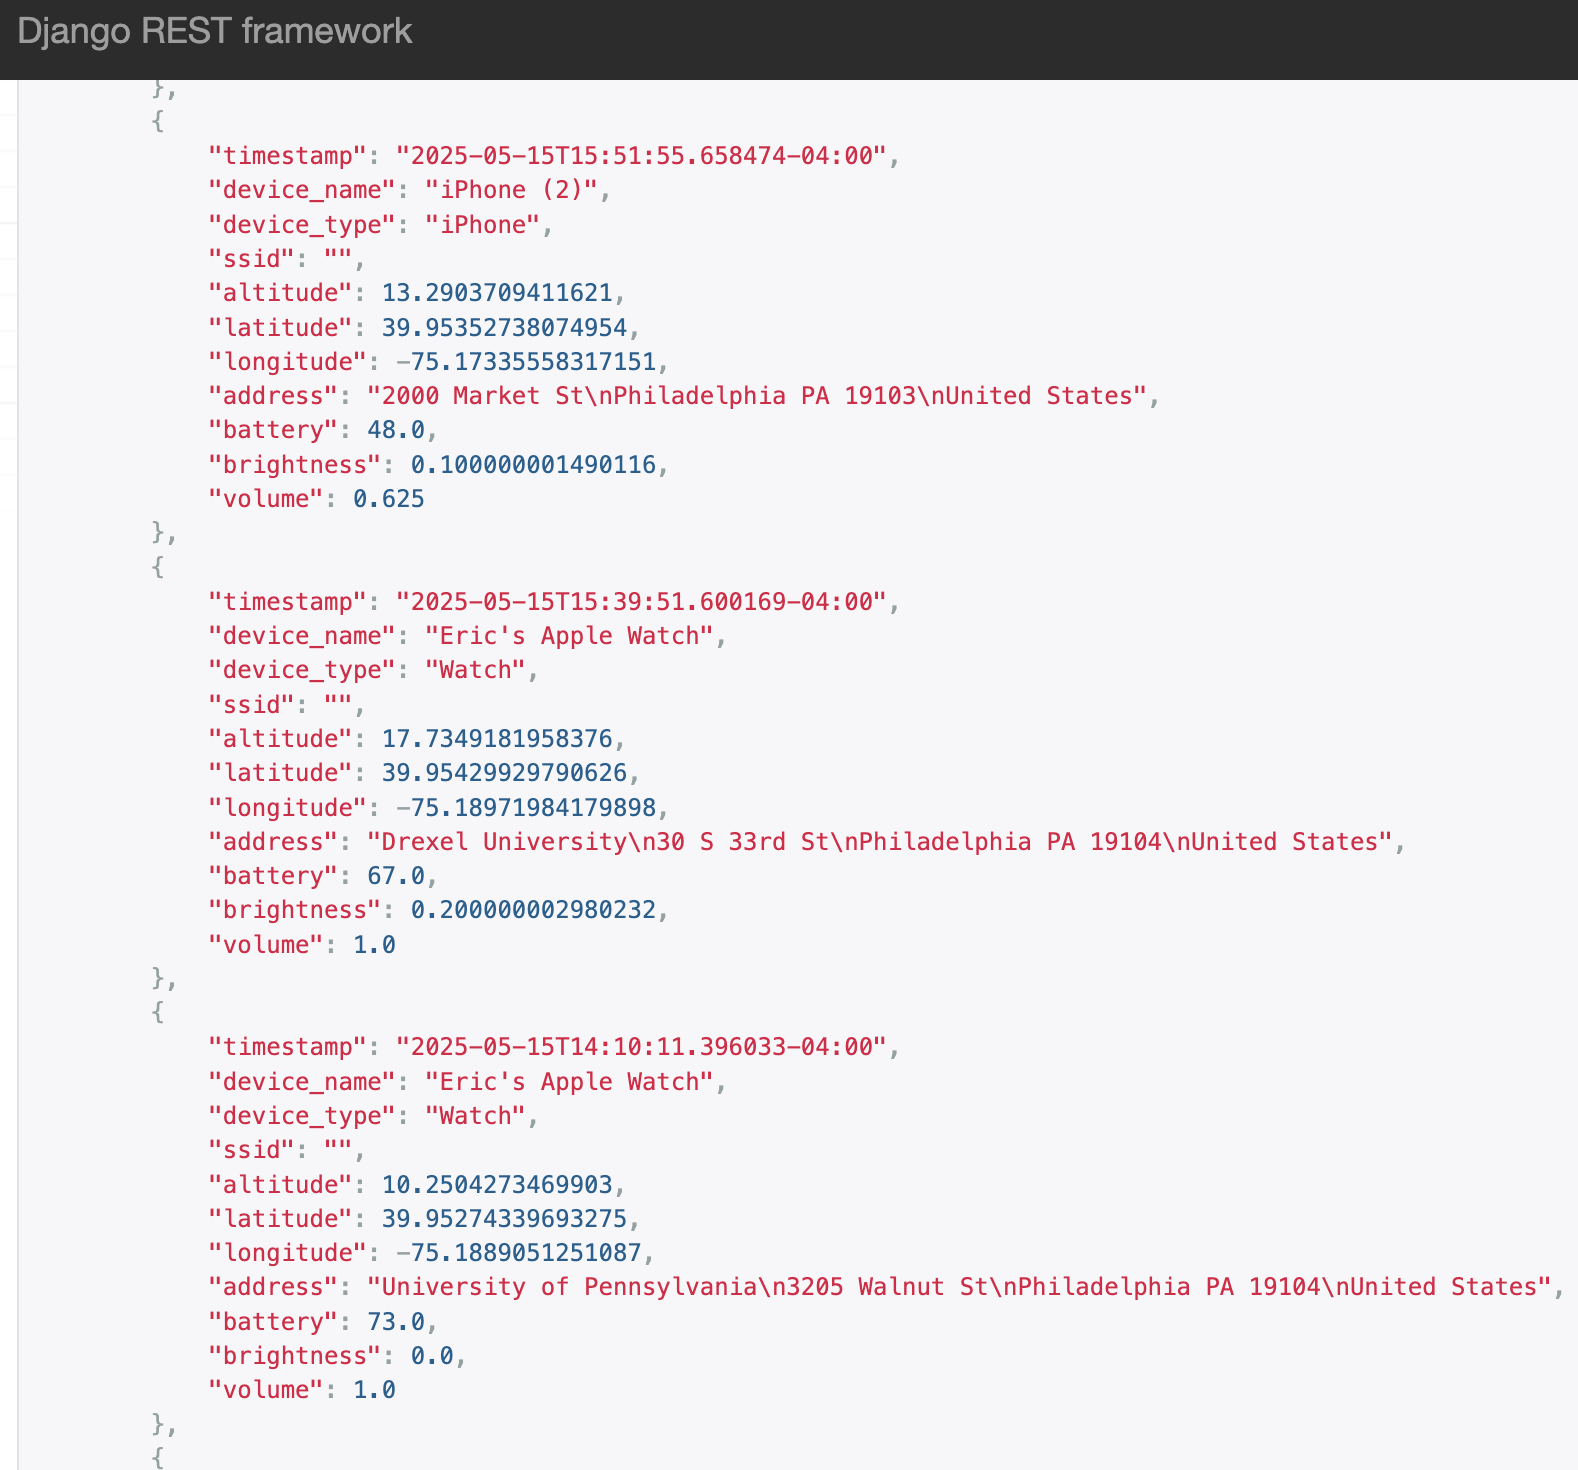 Django REST framework
},
{
"timestamp": "2025-05-15T15:51:55.658474-04:00",
"device_name": "iPhone (2)",
"device_type": "iPhone",
"ssid": "",
"altitude": 13.2903709411621,
"latitude": 39.95352738074954,
"longitude": -75.17335558317151,
"address": "2000 Market St\nPhiladelphia PA 19103\nUnited States",
"battery": 48.0,
"brightness": 0.100000001490116,
"volume": 0.625
},
{
"timestamp": "2025-05-15T15:39:51.600169-04:00",
"device_name": "Eric's Apple Watch",
"device_type": "Watch",
"ssid": "",
"altitude": 17.7349181958376,
"latitude": 39.95429929790626,
"longitude": -75.18971984179898,
"address": "Drexel University\n30 S 33rd St\nPhiladelphia PA 19104\nUnited States",
"battery": 67.0,
"brightness": 0.200000002980232,
"volume": 1.0
},
{
"timestamp": "2025-05-15T14:10:11.396033-04:00",
"device_name": "Eric's Apple Watch",
"device_type": "Watch",
"ssid": "",
"altitude": 10.2504273469903,
"latitude": 39.95274339693275,
"longitude": -75.1889051251087,
"address": "University of Pennsylvania\n3205 Walnut St\nPhiladelphia PA 19104\nUnited States",
"battery": 73.0,
"brightness": 0.0,
"volume": 1.0
},
{